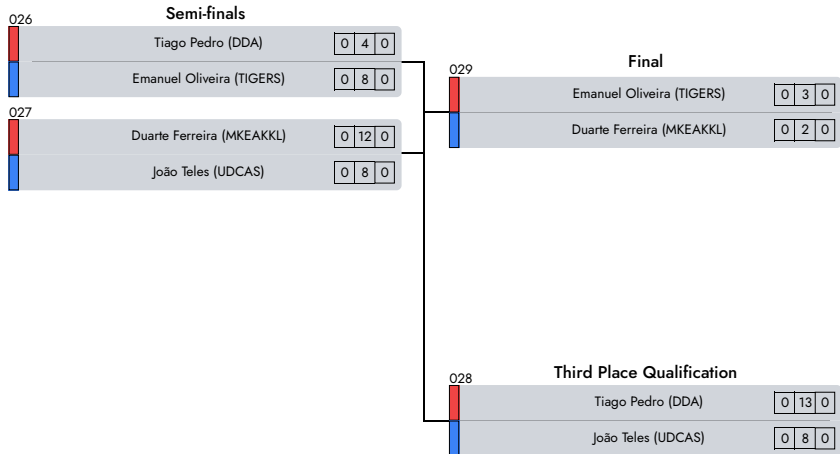 Semi-finals
026
Tiago Pedro (DDA) 0 4 0
Emanuel Oliveira (TIGERS) 0 8 0
027
Duarte Ferreira (MKEAKKL) 0 12 0
João Teles (UDCAS) 0 8 0
Final
029
Emanuel Oliveira (TIGERS) 0 3 0
Duarte Ferreira (MKEAKKL) 0 2 0
Third Place Qualification
028
Tiago Pedro (DDA) 0 13 0
João Teles (UDCAS) 0 8 0